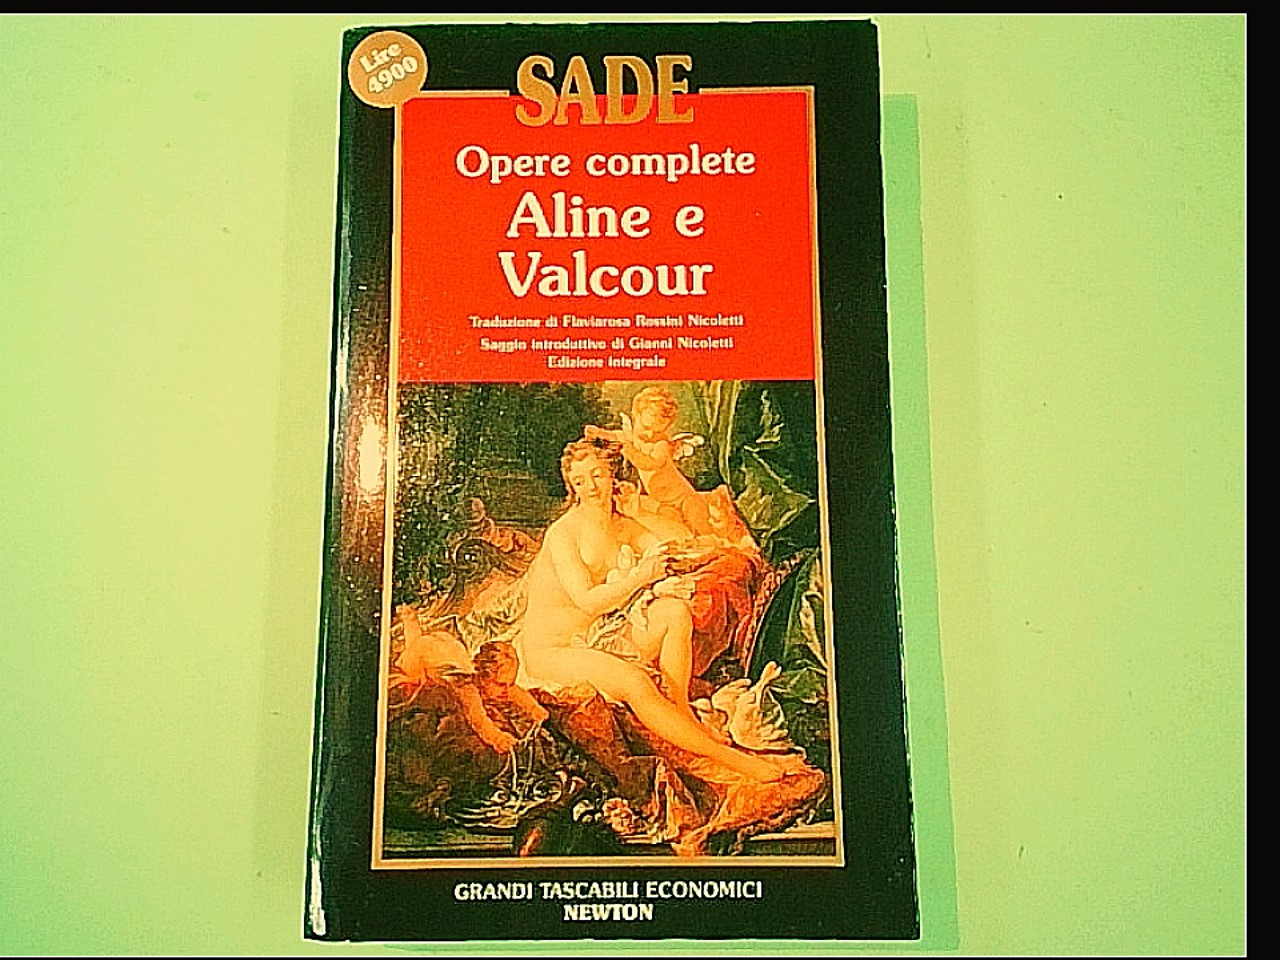 Lire
4900
SADE
Opere complete
Aline e
Valcour
Traduzione di Flaviarosa Rossini Nicoletti
Saggio introduttivo di Gianni Nicoletti
Edizione integrale
GRANDI TASCABILI ECONOMICI
NEWTON